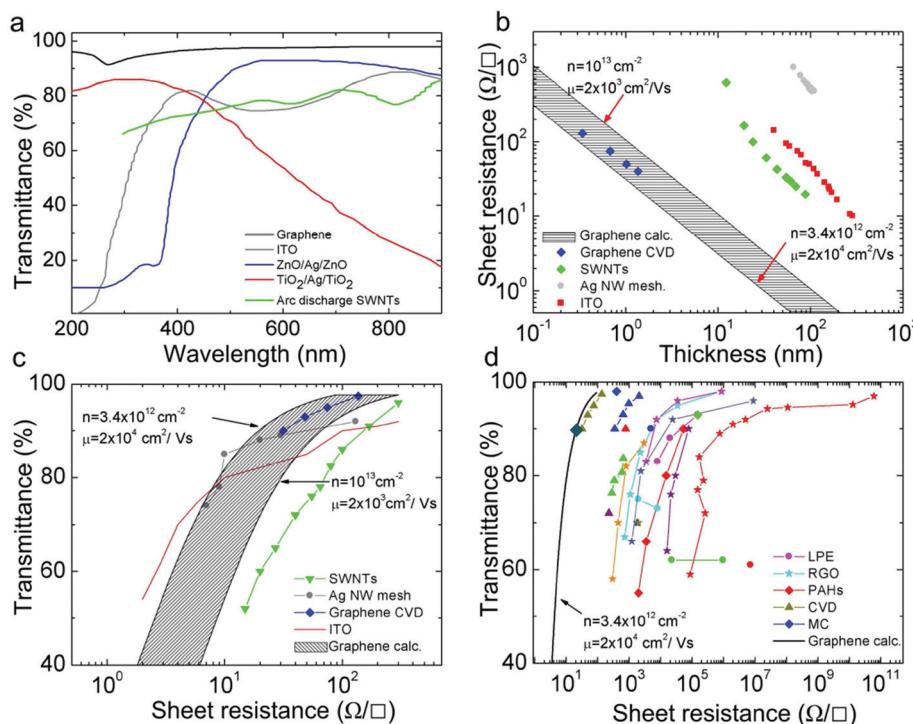 a
Transmittance (%)
100
80
60
40
20
Graphene
ITO
ZnO/Ag/ZnO
TiO₂/Ag/TiO₂
Arc discharge SWNTs
200 400 600 800
Wavelength (nm)
b
Sheet resistance (Ω/□)
10³
10²
10¹
10⁰
n=10¹³ cm⁻²
μ=2x10³ cm²/Vs
Graphene calc.
Graphene CVD
SWNTs
Ag NW mesh.
ITO
n=3.4x10¹² cm⁻²
μ=2x10⁴ cm²/Vs
10⁻¹ 10⁰ 10¹ 10² 10³
Thickness (nm)
c
Transmittance (%)
100
80
60
40
n=3.4x10¹² cm⁻²
μ=2x10⁴ cm²/ Vs
n=10¹³ cm⁻²
μ=2x10³ cm²/ Vs
SWNTs
Ag NW mesh
Graphene CVD
ITO
Graphene calc.
10⁰ 10¹ 10²
Sheet resistance (Ω/□)
d
Transmittance (%)
100
80
60
40
LPE
RGO
PAHs
CVD
MC
Graphene calc.
n=3.4x10¹² cm⁻²
μ=2x10⁴ cm²/ Vs
10¹ 10³ 10⁵ 10⁷ 10⁹ 10¹¹
Sheet resistance (Ω/□)